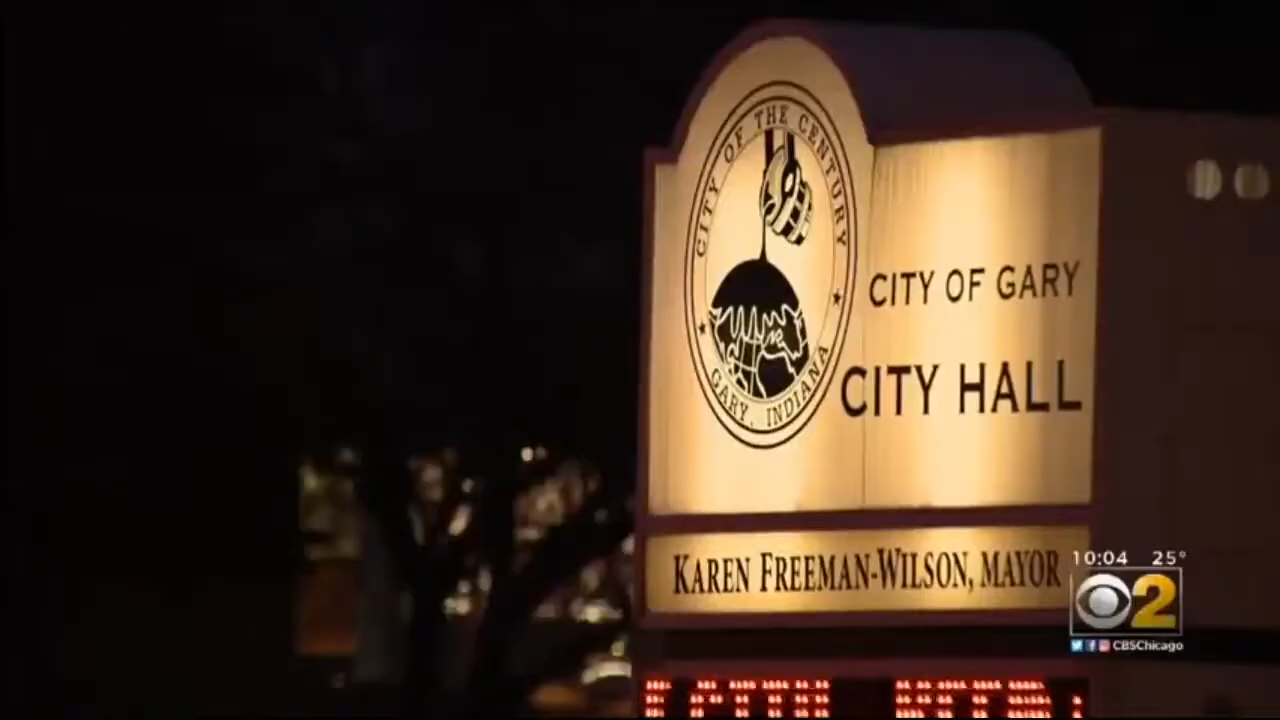 CITY OF THE CENTURY
GARY, INDIANA
CITY OF GARY
CITY HALL
KAREN FREEMAN-WILSON, MAYOR
10:04 25°
2
CBSChicago